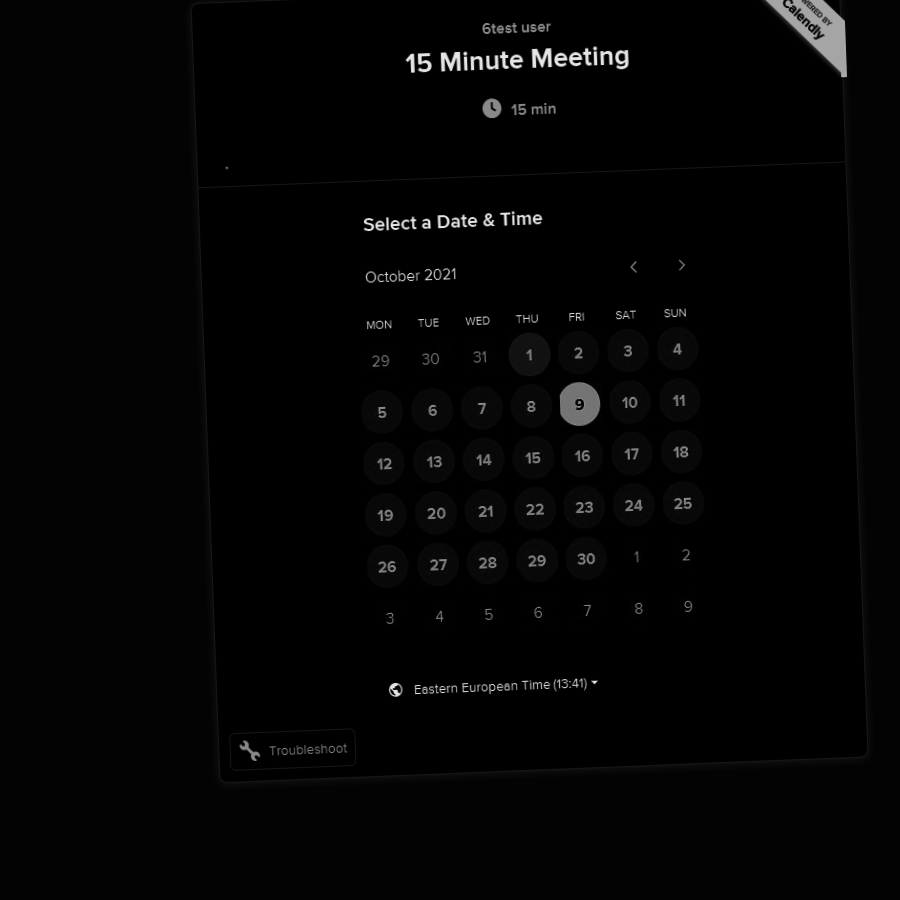 6test user
15 Minute Meeting
15 min
Calendly
Select a Date & Time
October 2021
MON TUE WED THU FRI SAT SUN
29 30 31 1 2 3 4
5 6 7 8 9 10 11
12 13 14 15 16 17 18
19 20 21 22 23 24 25
26 27 28 29 30 1 2
3 4 5 6 7 8 9
Eastern European Time (13:41)
Troubleshoot